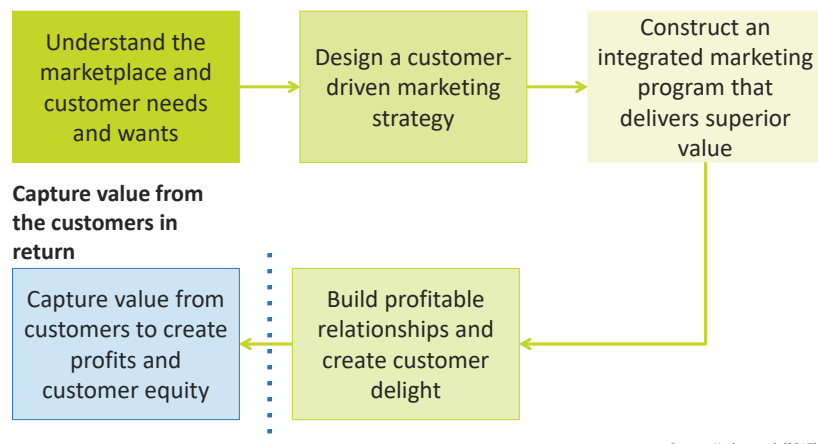 Understand the
marketplace and
customer needs
and wants
Design a customer-
driven marketing
strategy
Construct an
integrated marketing
program that
delivers superior
value
Capture value from
the customers in
return
Capture value from
customers to create
profits and
customer equity
Build profitable
relationships and
create customer
delight